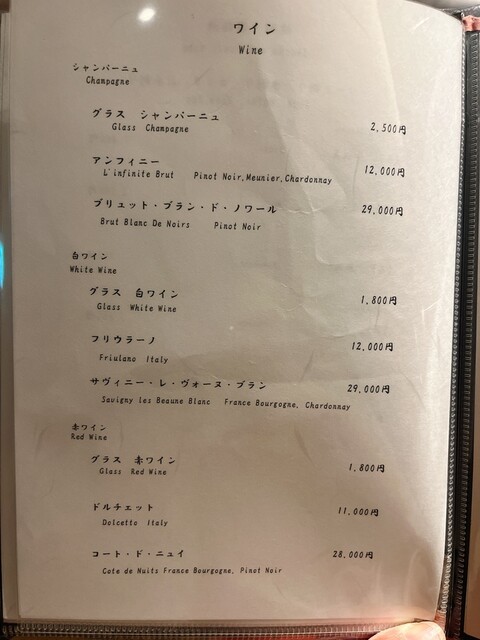 ワイン
Wine
シャンパーニュ
Champagne
グラス シャンパーニュ 2,500円
Glass Champagne
アンフィニー 12,000円
L'infinite Brut Pinot Noir,Meunier,Chardonnay
ブリュット・ブラン・ド・ノワール 29,000円
Brut Blanc De Noirs Pinot Noir
白ワイン
White Wine
グラス 白ワイン 1,800円
Glass White Wine
フリウラーノ 12,000円
Friulano Italy
サヴィニー・レ・ヴォーヌ・ブラン 29,000円
Savigny les Beaune Blanc France Bourgogne, Chardonnay
赤ワイン
Red Wine
グラス 赤ワイン 1,800円
Glass Red Wine
ドルチェット 11,000円
Dolcetto Italy
コート・ド・ニュイ 28,000円
Cote de Nuits France Bourgogne, Pinot Noir